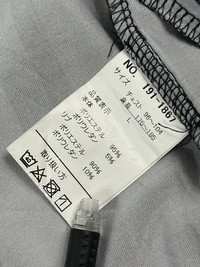 NO. 191-1867
サイズ
チェスト 96~104
身長 175~185
L
品質表示
本体 ポリエステル 95%
ポリウレタン 5%
リブ ポリエステル 90%
ポリウレタン 10%
取り扱い方